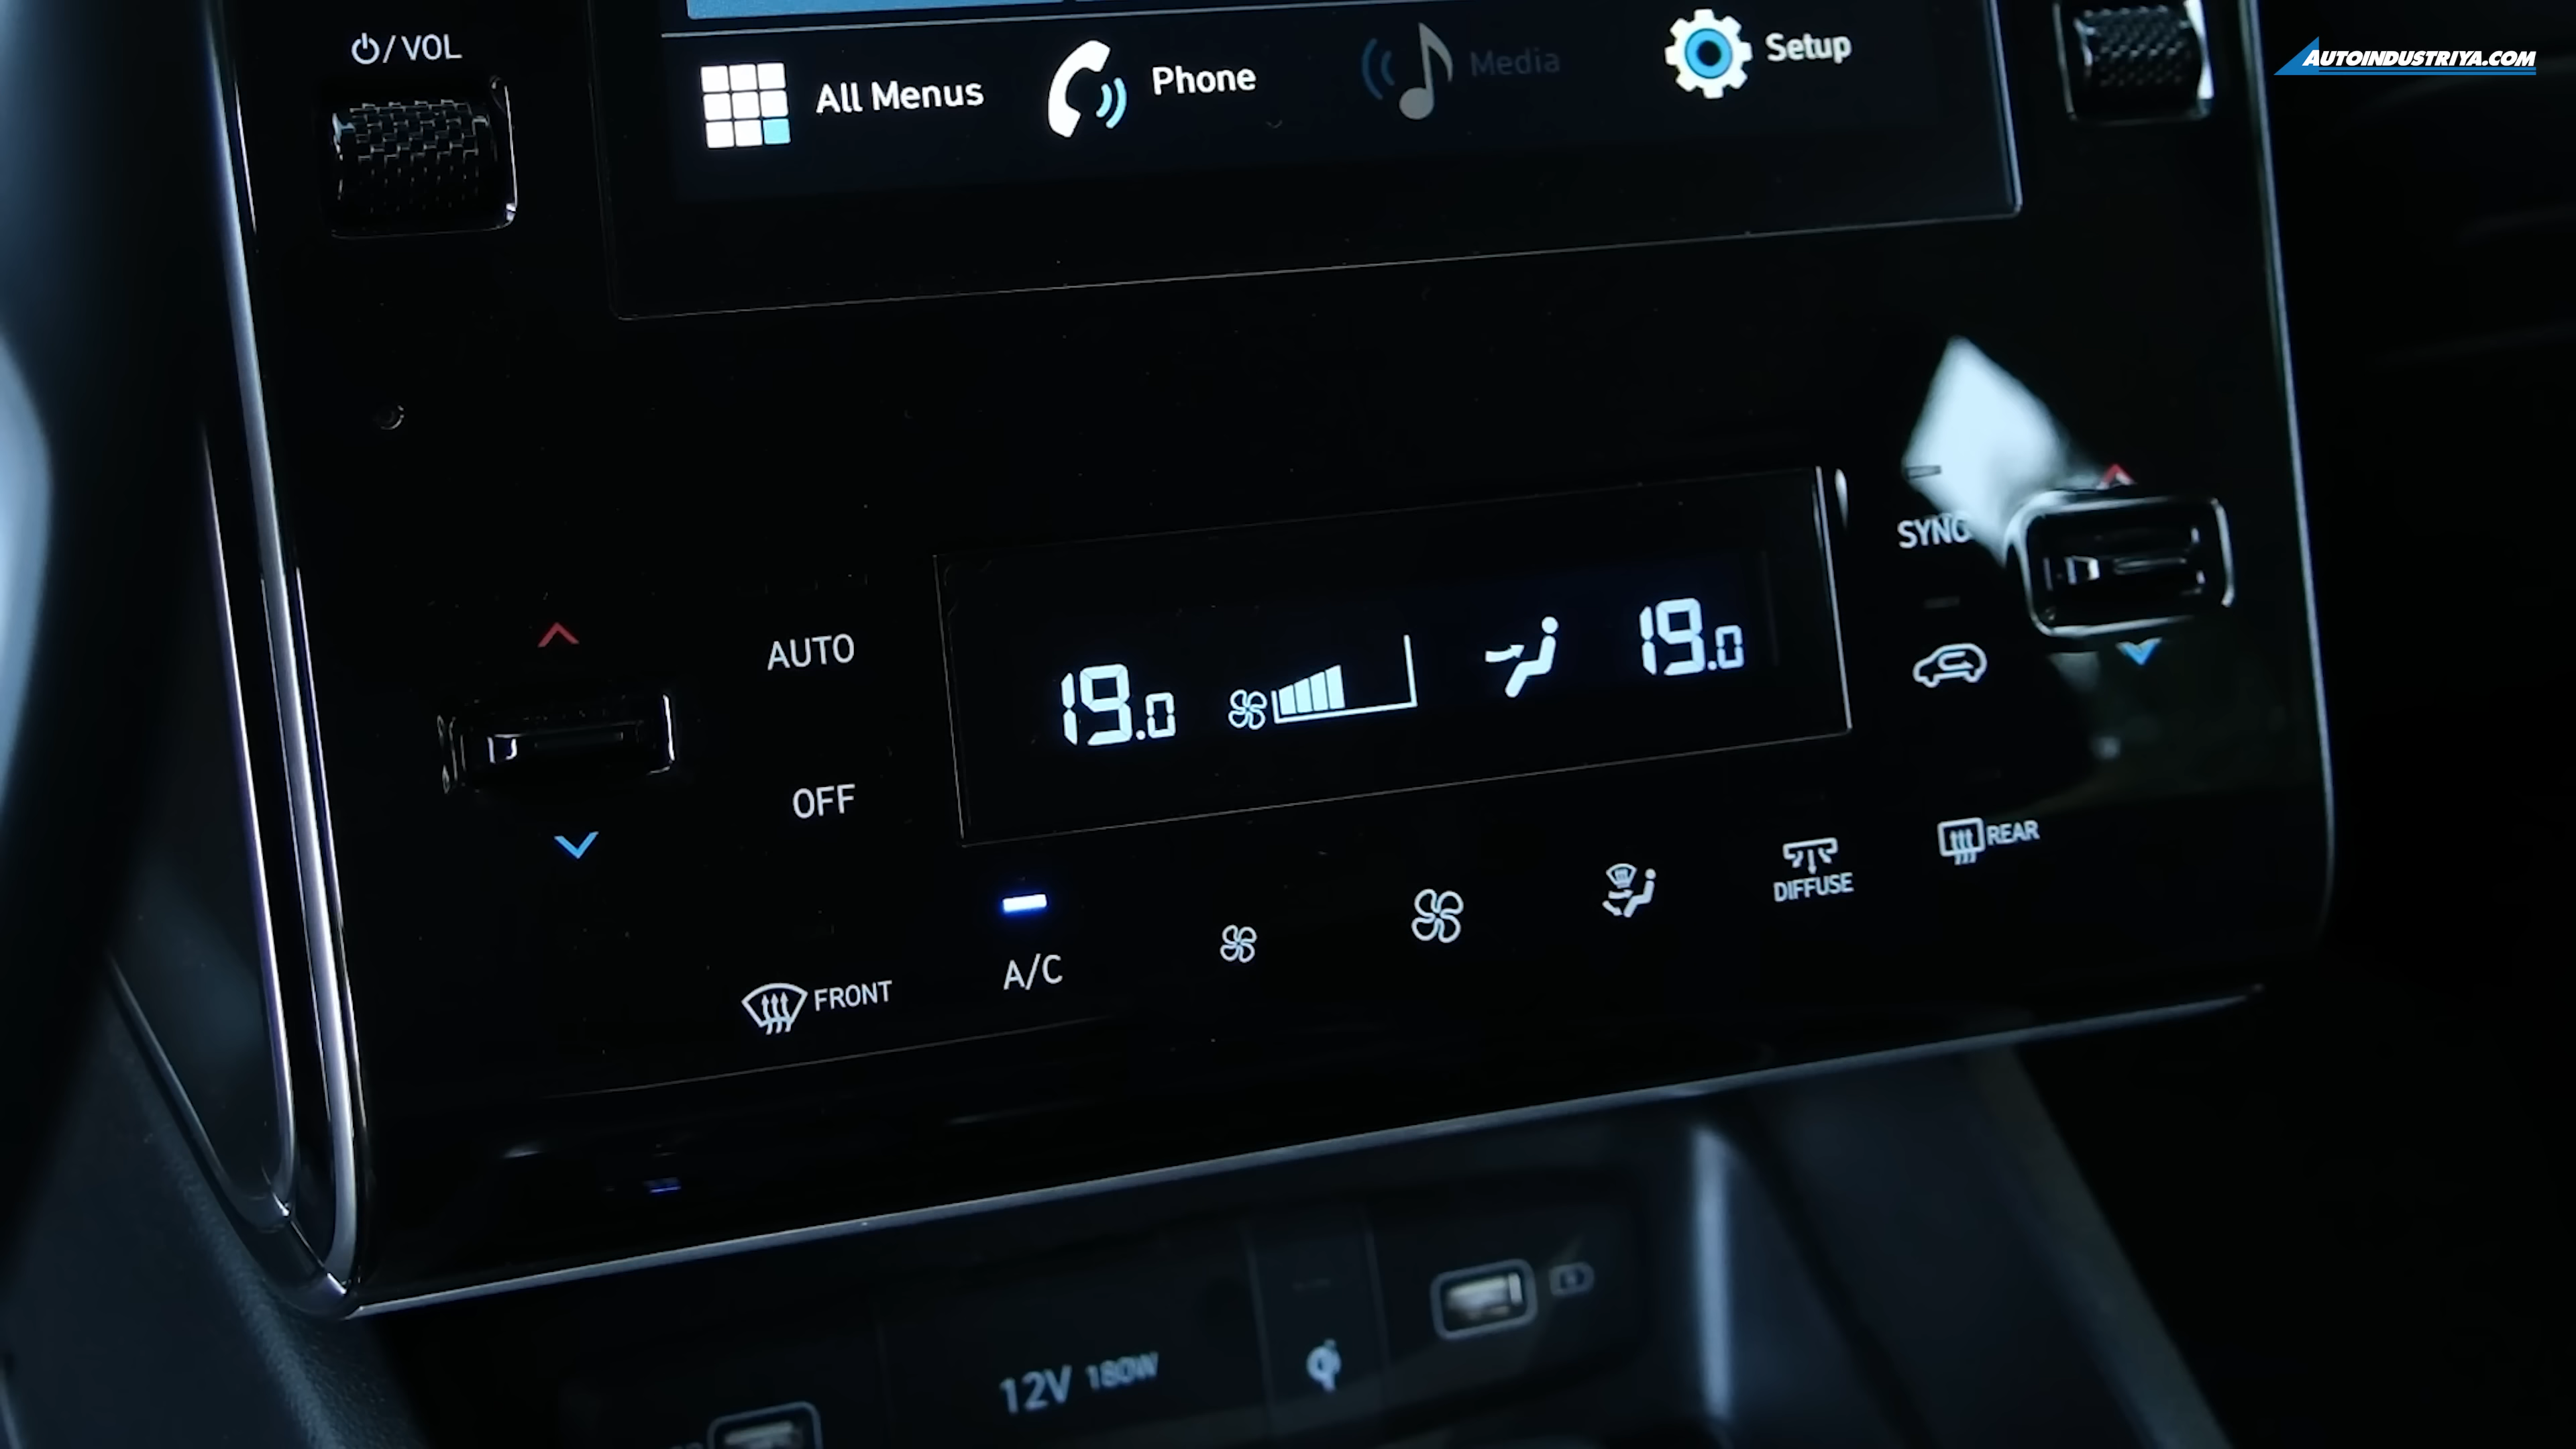 ⏻/ VOL
All Menus
Phone
Media
Setup
AUTOINDUSTRIYA.COM
SYNC
AUTO
19.0
19.0
OFF
REAR
DIFFUSE
A/C
FRONT
12V 180W